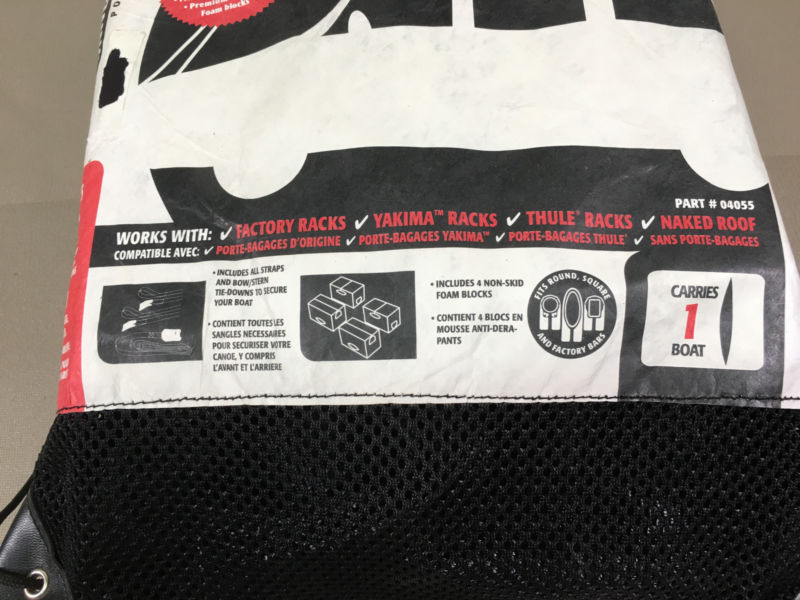 • Premium
Foam blocks
PO
PART # 04055
WORKS WITH: ✓ FACTORY RACKS ✓ YAKIMA™ RACKS ✓ THULE® RACKS ✓ NAKED ROOF
COMPATIBLE AVEC: ✓ PORTE-BAGAGES D'ORIGINE ✓ PORTE-BAGAGES YAKIMA™ ✓ PORTE-BAGAGES THULE® ✓ SANS PORTE-BAGAGES
• INCLUDES ALL STRAPS
AND BOW/STERN
TIE-DOWNS TO SECURE
YOUR BOAT
• CONTIENT TOUTES LES
SANGLES NECESSAIRES
POUR SECURISER VOTRE
CANOE, Y COMPRIS
L'AVANT ET L'ARRIERE
• INCLUDES 4 NON-SKID
FOAM BLOCKS
• CONTIENT 4 BLOCS EN
MOUSSE ANTI-DERA-
PANTS
FITS ROUND, SQUARE
AND FACTORY BARS
CARRIES
1
BOAT